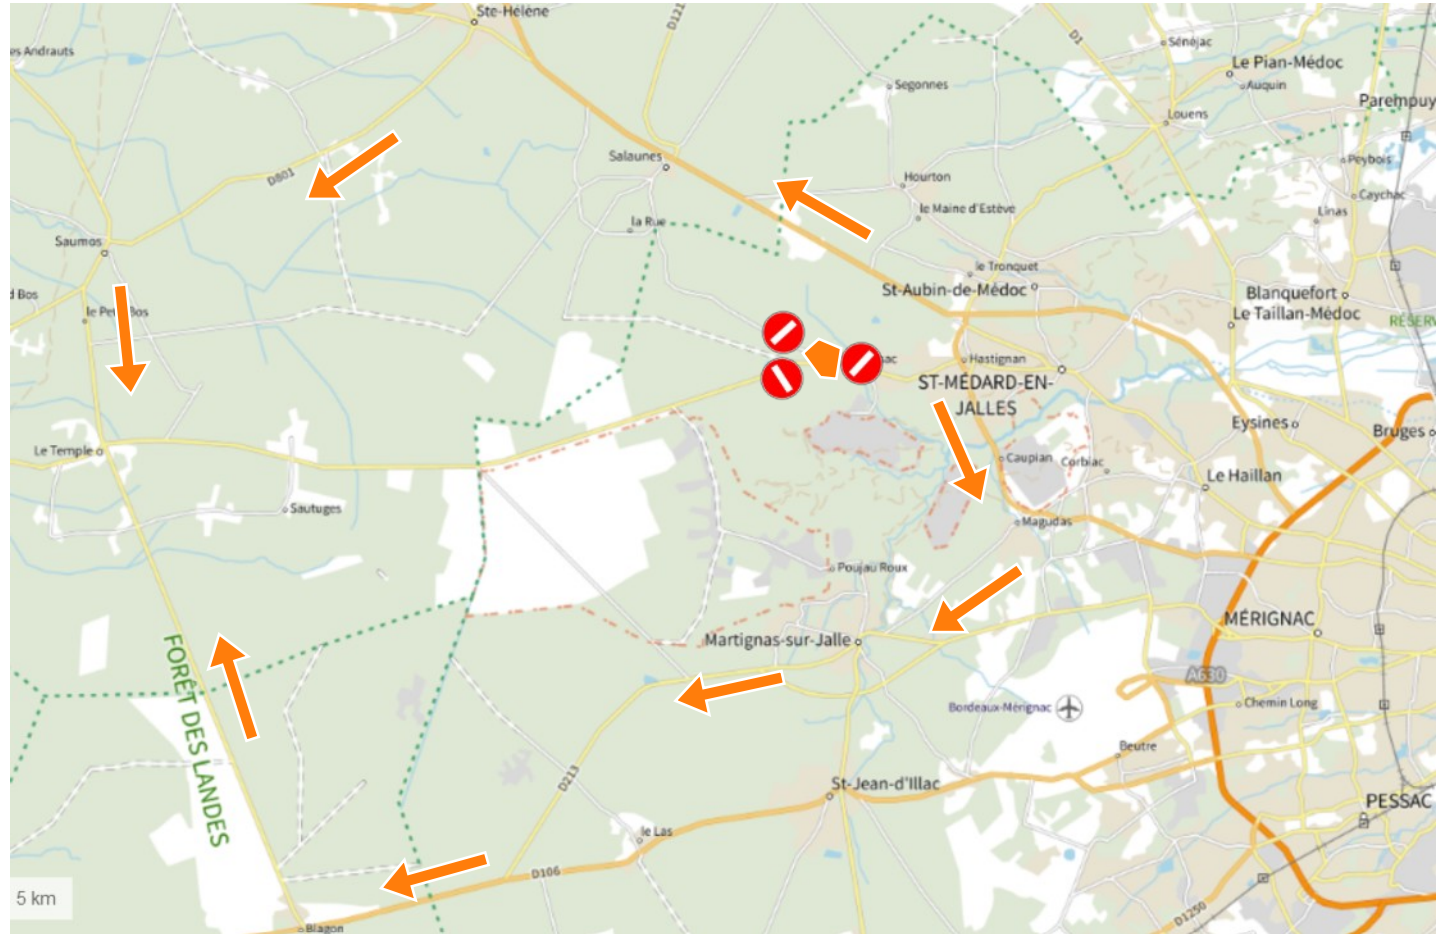 Ste-Hélène
D121
D1
Sénéjac
Le Pian-Médoc
es Andrauts
Segonnes
Auquin
Parempuy
Louens
Salaunes
Peybois
D801
Hourton
Caychac
le Maine d'Estève
Linas
la Rue
Saumos
le Tronquet
St-Aubin-de-Médoc
Blanquefort
d Bos
le Pet Bos
Le Taillan-Médoc
RÉSERV
sac
Hastignan
ST-MÉDARD-EN-
JALLES
Eysines
Bruges
Le Temple
Caupian
Corbiac
Le Haillan
Sautuges
Magudas
Poujau Roux
MÉRIGNAC
Martignas-sur-Jalle
FORÊT DES LANDES
A630
Bordeaux-Mérignac
Chemin Long
Beutre
D213
St-Jean-d'Illac
PESSAC
le Las
D106
5 km
D1250
Blagon